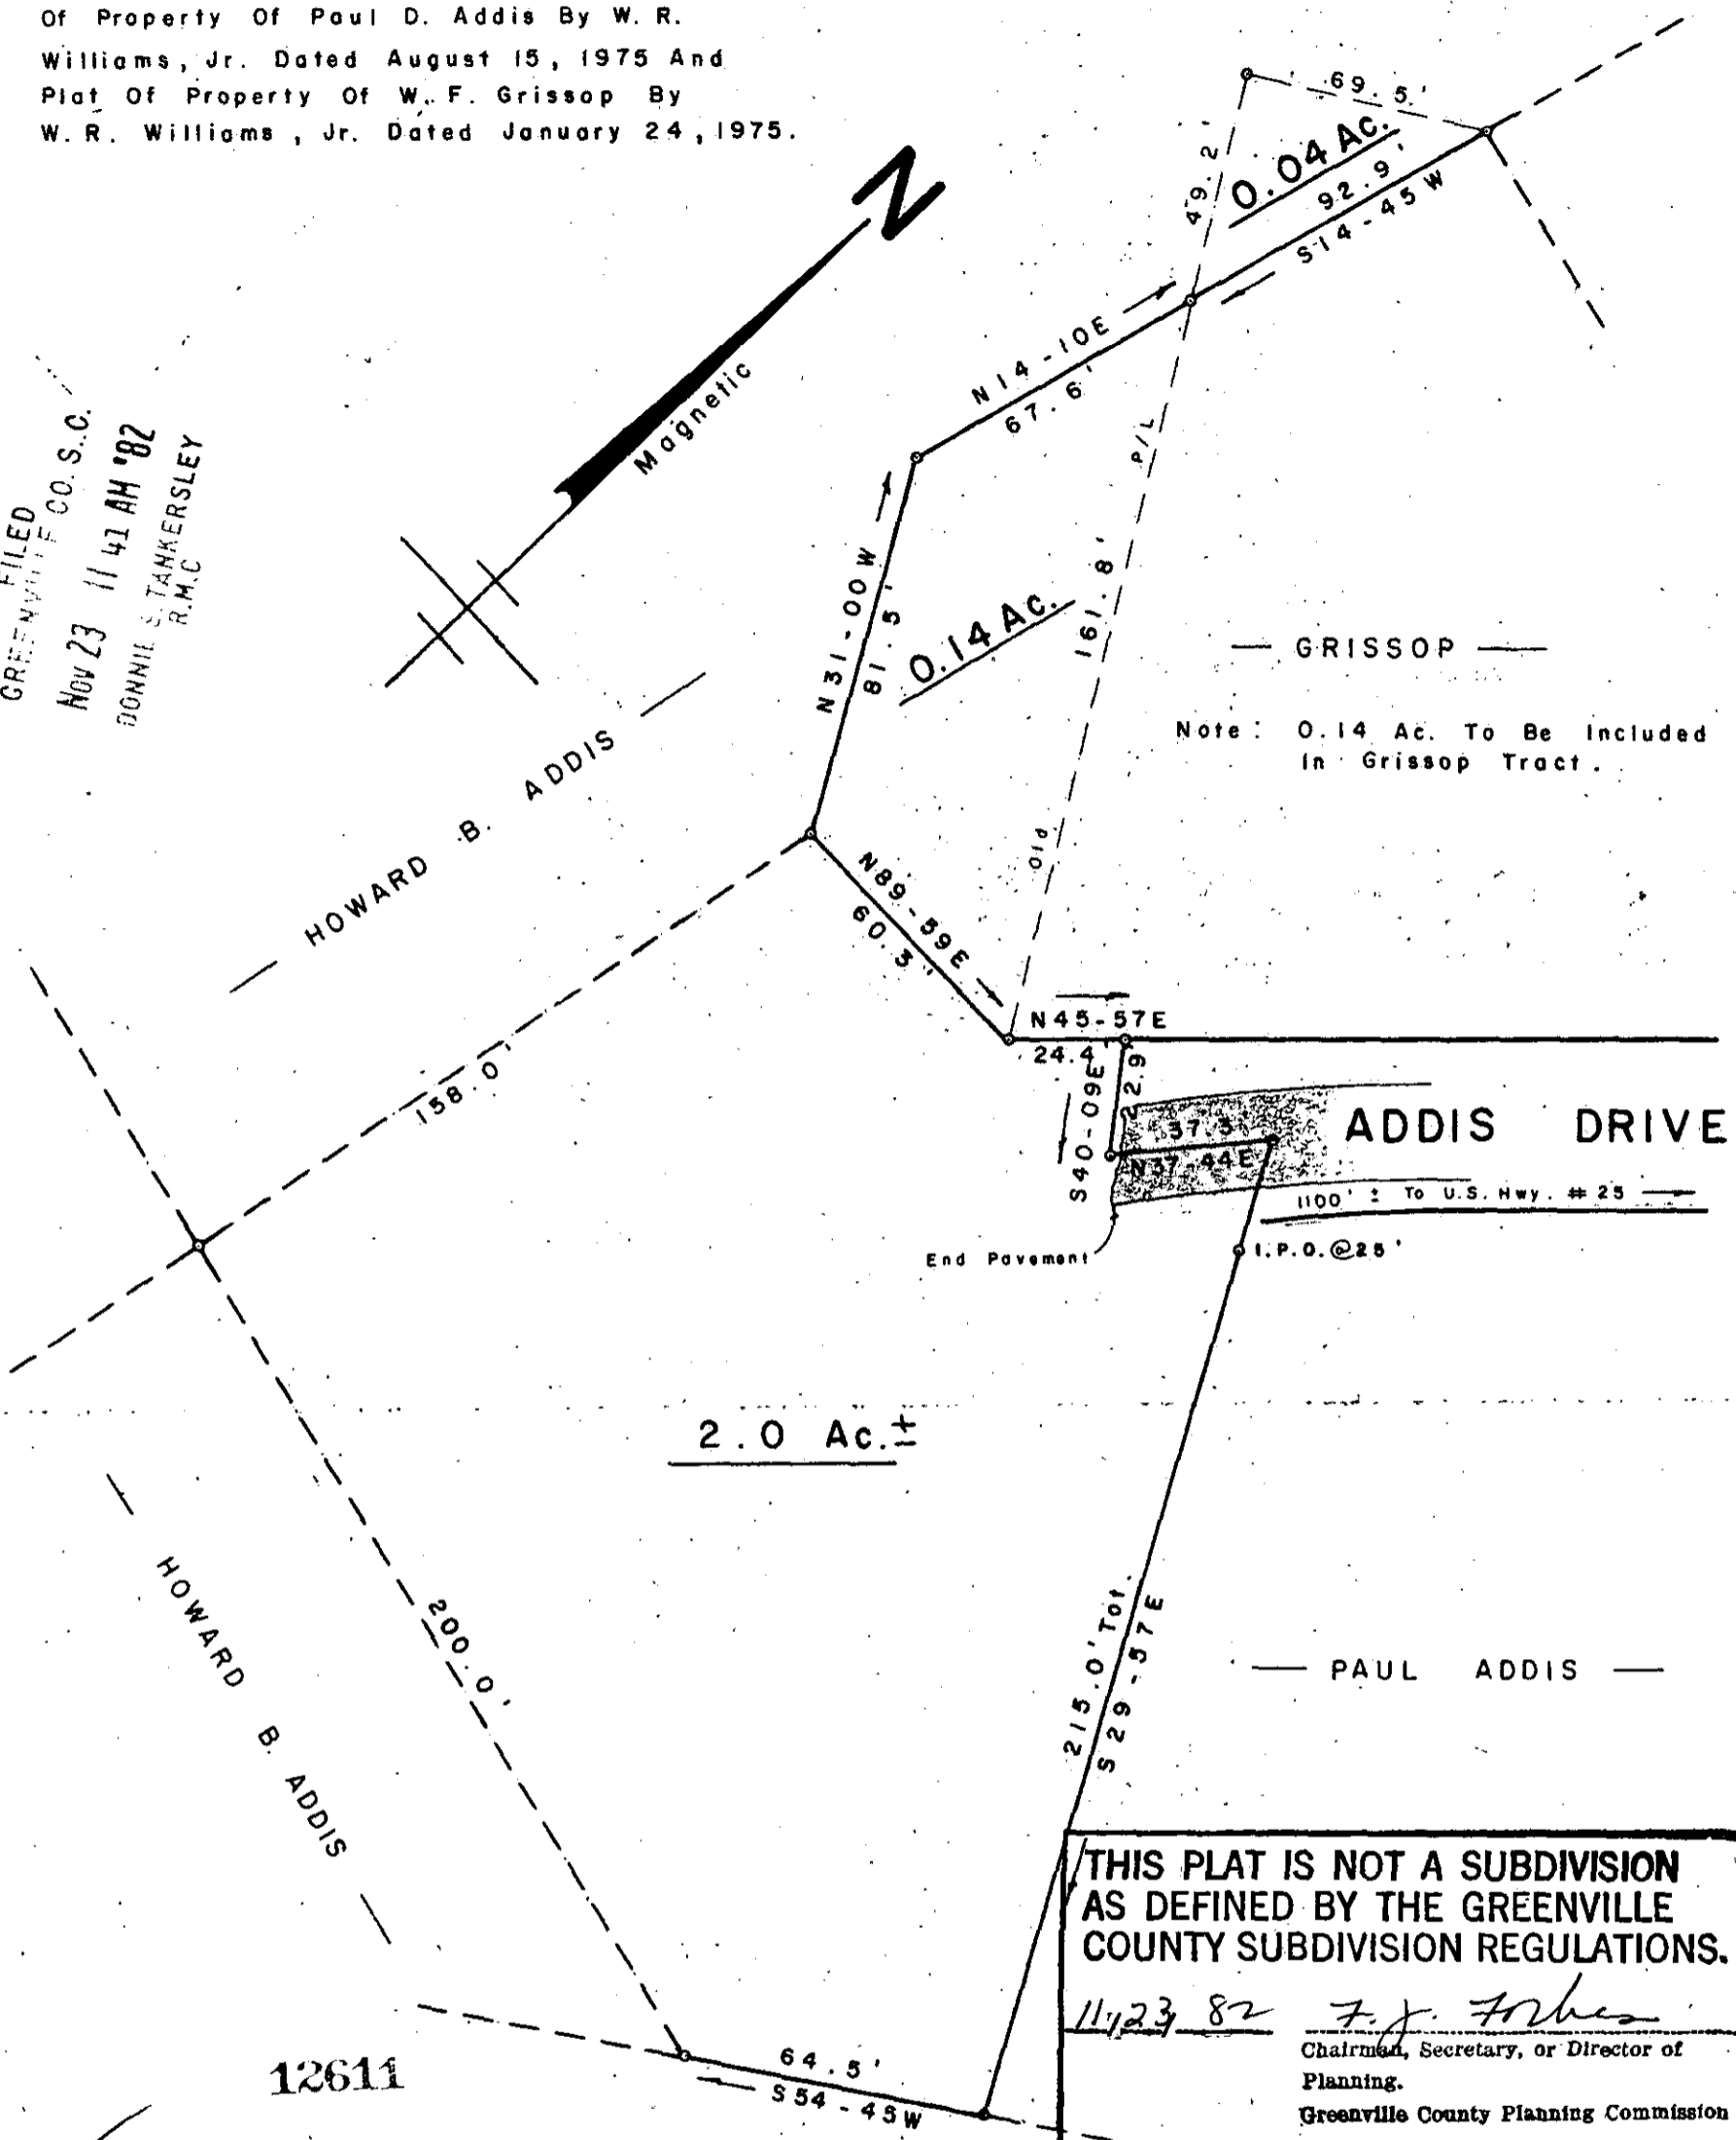 Of Property Of Paul D. Addis By W. R.
Williams, Jr. Dated August 15, 1975 And
Plat Of Property Of W. F. Grissop By
W. R. Williams, Jr. Dated January 24, 1975.
69.5'
49.2'
0.04 Ac.
92.9'
S14-45W
N
Magnetic
FILED
GREENVILLE CO. S.C.
NOV 23 11 41 AM '82
DONNIE S. TANKERSLEY
R.M.C
N14-10E
67.6'
P/L
161.8'
Old
N31-00W
81.5'
0.14 Ac.
— GRISSOP —
Note: 0.14 Ac. To Be Included
In Grissop Tract.
— HOWARD B. ADDIS —
158.0'
N89-59E
60.3'
N45-57E
24.4'
S40-09E
22.9'
37.5
N37-44E
ADDIS DRIVE
1100' ± To U.S. Hwy. # 25
I.P.O.@25'
End Pavement
2.0 Ac.±
— HOWARD B. ADDIS —
200.0'
215.0' Tot.
S29-57E
— PAUL ADDIS —
THIS PLAT IS NOT A SUBDIVISION
AS DEFINED BY THE GREENVILLE
COUNTY SUBDIVISION REGULATIONS.
11/23/82 F. J. Forbes
Chairman, Secretary, or Director of
Planning.
Greenville County Planning Commission
64.5'
S54-45W
12611